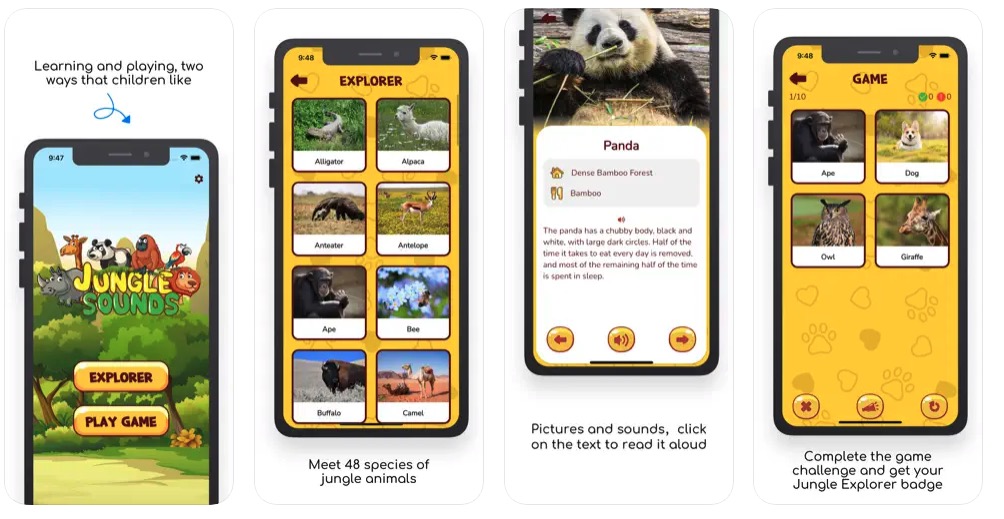 Learning and playing, two
ways that children like
9:47
JUNGLE
SOUNDS
EXPLORER
PLAY GAME
9:48
EXPLORER
Alligator
Alpaca
Anteater
Antelope
Ape
Bee
Buffalo
Camel
Meet 48 species of
jungle animals
Panda
Dense Bamboo Forest
Bamboo
The panda has a chubby body, black and
white, with large dark circles. Half of the
time it takes to eat every day is removed,
and most of the remaining half of the time
is spent in sleep.
Pictures and sounds, click
on the text to read it aloud
9:48
GAME
1/10
0
0
Ape
Dog
Owl
Giraffe
Complete the game
challenge and get your
Jungle Explorer badge